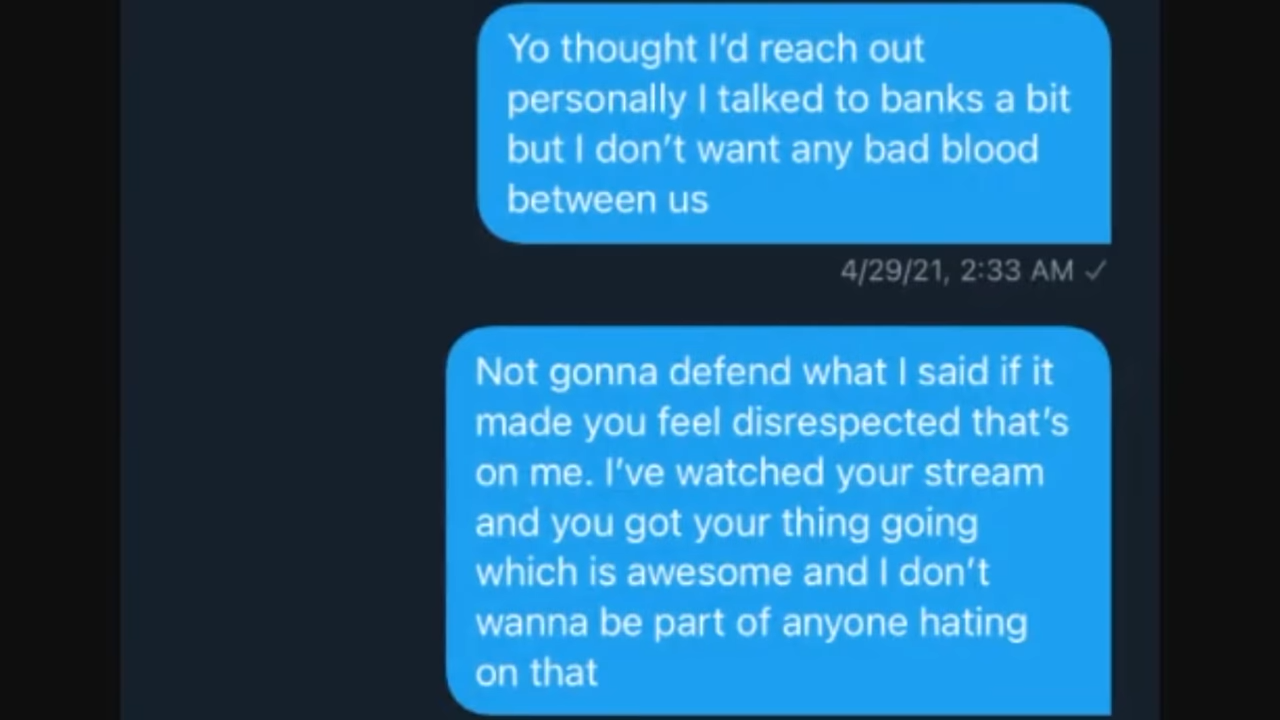 Yo thought I’d reach out
personally I talked to banks a bit
but I don’t want any bad blood
between us
4/29/21, 2:33 AM ✓
Not gonna defend what I said if it
made you feel disrespected that’s
on me. I’ve watched your stream
and you got your thing going
which is awesome and I don’t
wanna be part of anyone hating
on that